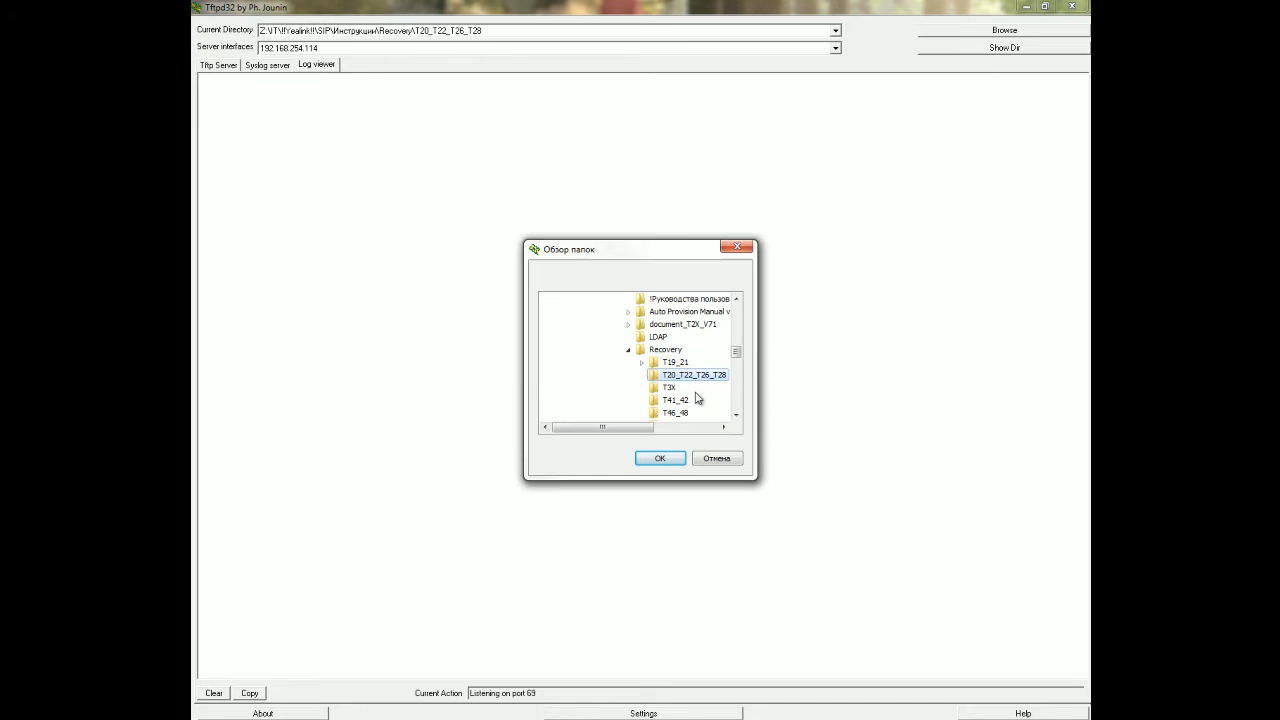 Tftpd32 by Ph. Jounin
Current Directory Z:\IT\!!Yealink!!\SIP\Инструкции\Recovery\T20_T22_T26_T28 Browse
Server interfaces 192.168.254.114 Show Dir
Tftp Server Syslog server Log viewer
Обзор папок
!Руководства пользов
Auto Provision Manual v
document_T2X_V71
LDAP
Recovery
T19_21
T20_T22_T26_T28
T3X
T41_42
T46_48
OK Отмена
Clear Copy Current Action Listening on port 69
About Settings Help